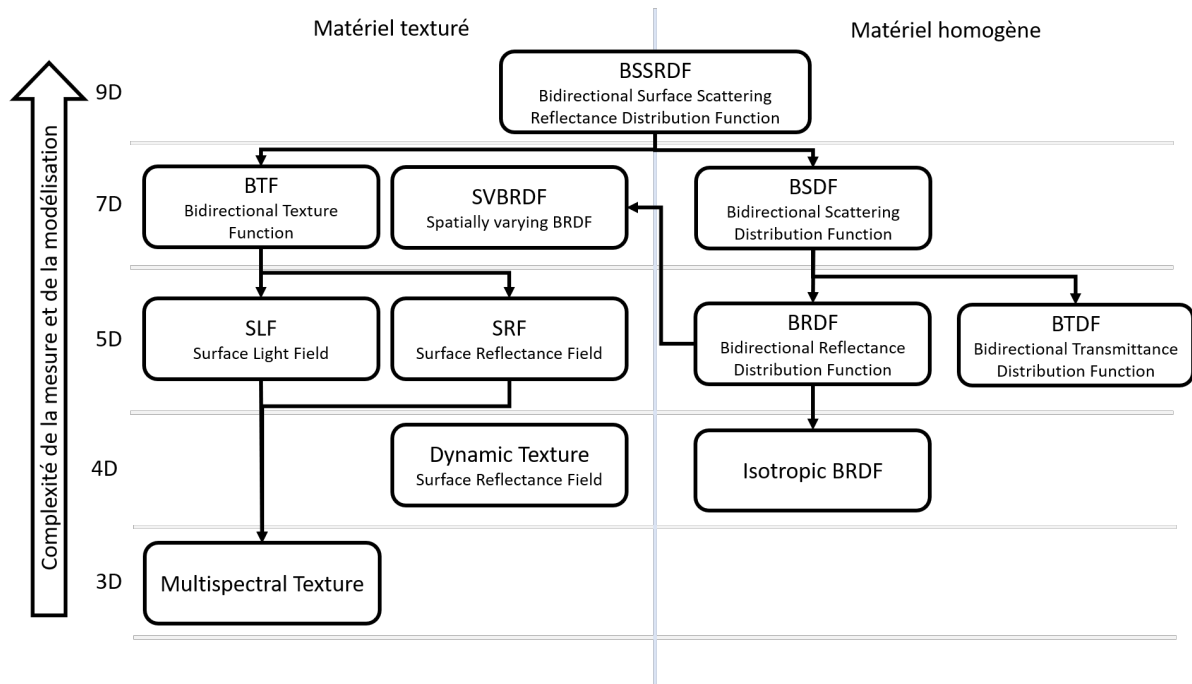 Matériel texturé
Matériel homogène
Complexité de la mesure et de la modélisation
9D
BSSRDF
Bidirectional Surface Scattering
Reflectance Distribution Function
7D
BTF
Bidirectional Texture
Function
SVBRDF
Spatially varying BRDF
BSDF
Bidirectional Scattering
Distribution Function
5D
SLF
Surface Light Field
SRF
Surface Reflectance Field
BRDF
Bidirectional Reflectance
Distribution Function
BTDF
Bidirectional Transmittance
Distribution Function
4D
Dynamic Texture
Surface Reflectance Field
Isotropic BRDF
3D
Multispectral Texture